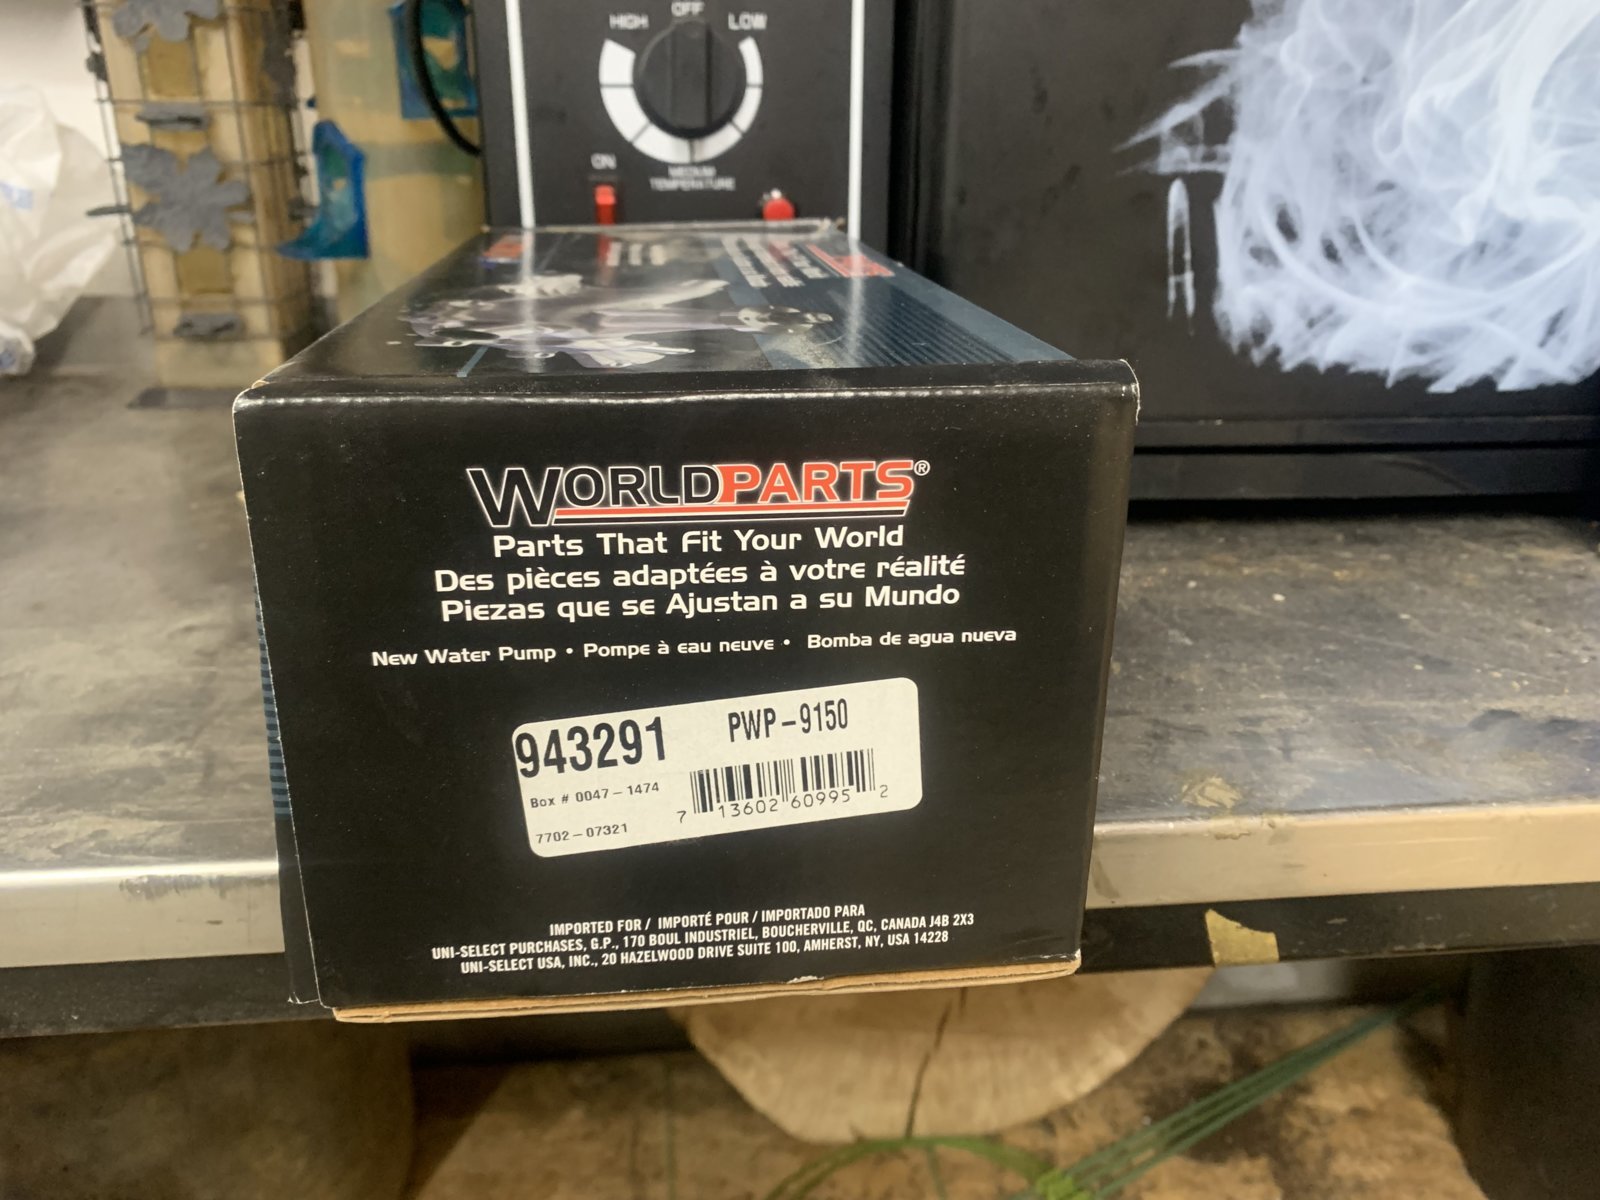 HIGH OFF LOW
ON
MEDIUM
TEMPERATURE
WORLDPARTS®
Parts That Fit Your World
Des pièces adaptées à votre réalité
Piezas que se Ajustan a su Mundo
New Water Pump • Pompe à eau neuve • Bomba de agua nueva
943291 PWP-9150
Box # 0047-1474
7 13602 60995 2
7702-07321
IMPORTED FOR / IMPORTÉ POUR / IMPORTADO PARA
UNI-SELECT PURCHASES, G.P., 170 BOUL INDUSTRIEL, BOUCHERVILLE, QC, CANADA J4B 2X3
UNI-SELECT USA, INC., 20 HAZELWOOD DRIVE SUITE 100, AMHERST, NY, USA 14228